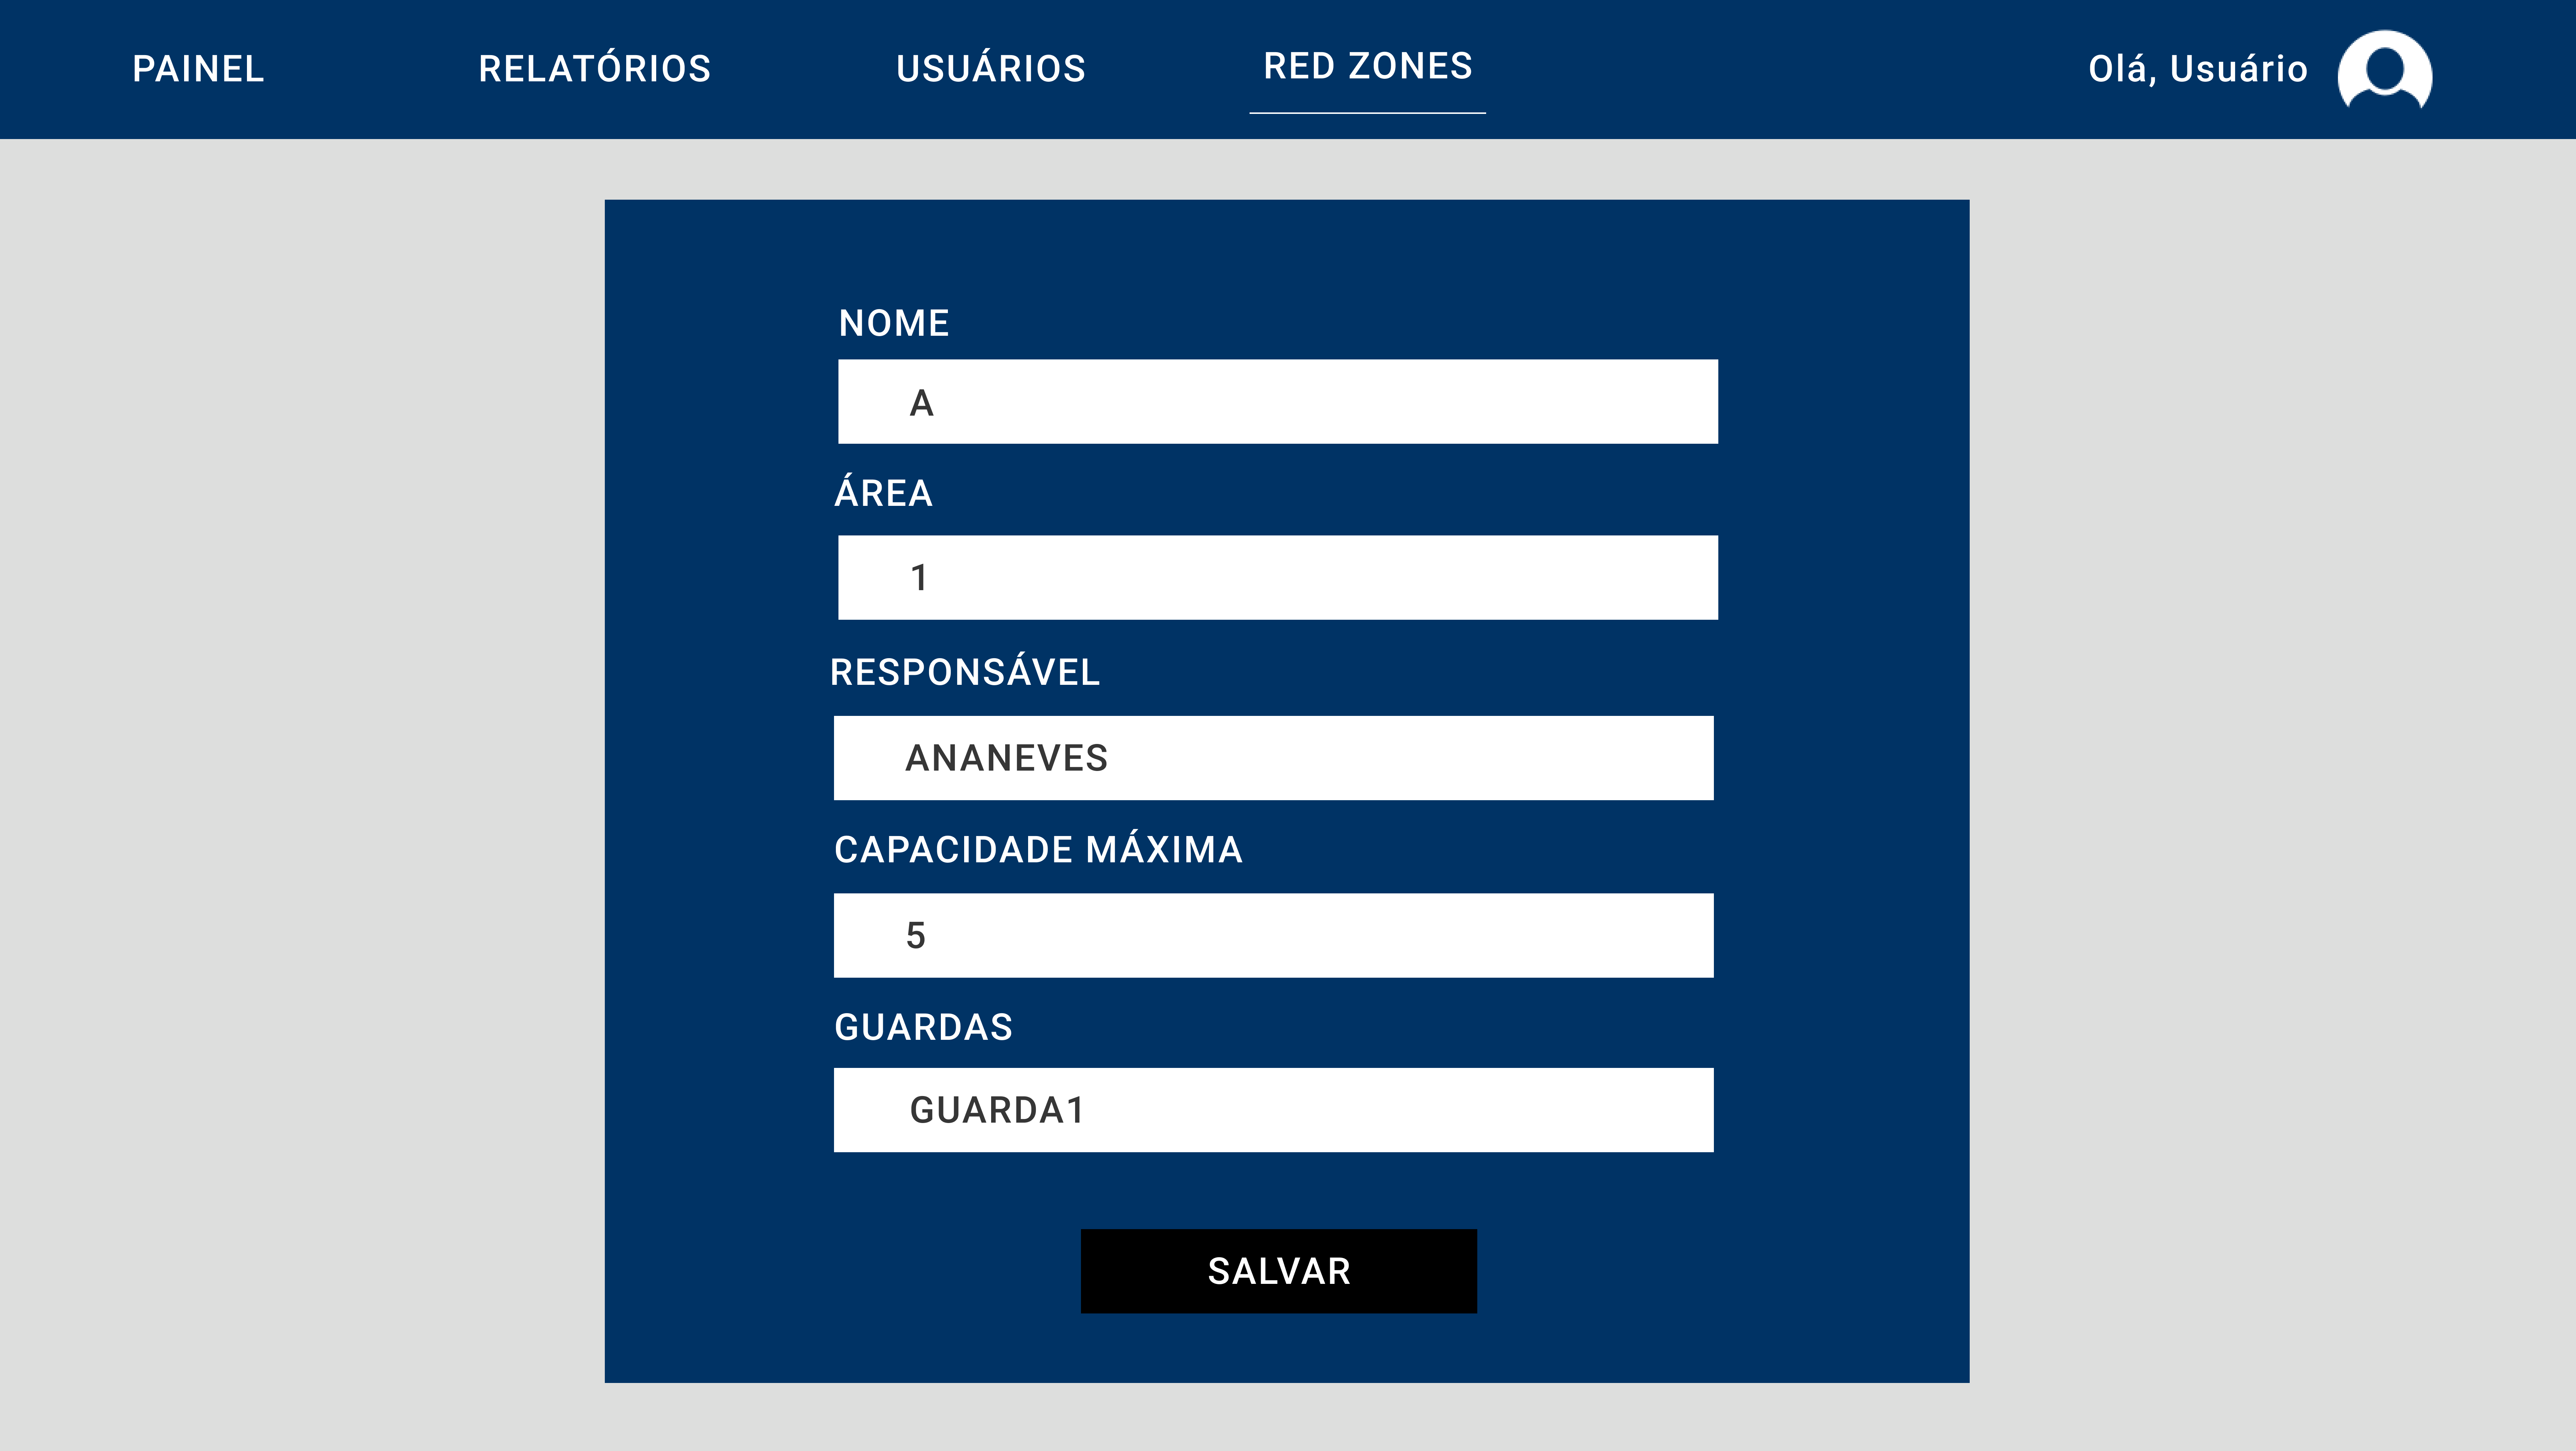 PAINEL
RELATÓRIOS
USUÁRIOS
RED ZONES
Olá, Usuário
NOME
A
ÁREA
1
RESPONSÁVEL
ANANEVES
CAPACIDADE MÁXIMA
5
GUARDAS
GUARDA1
SALVAR